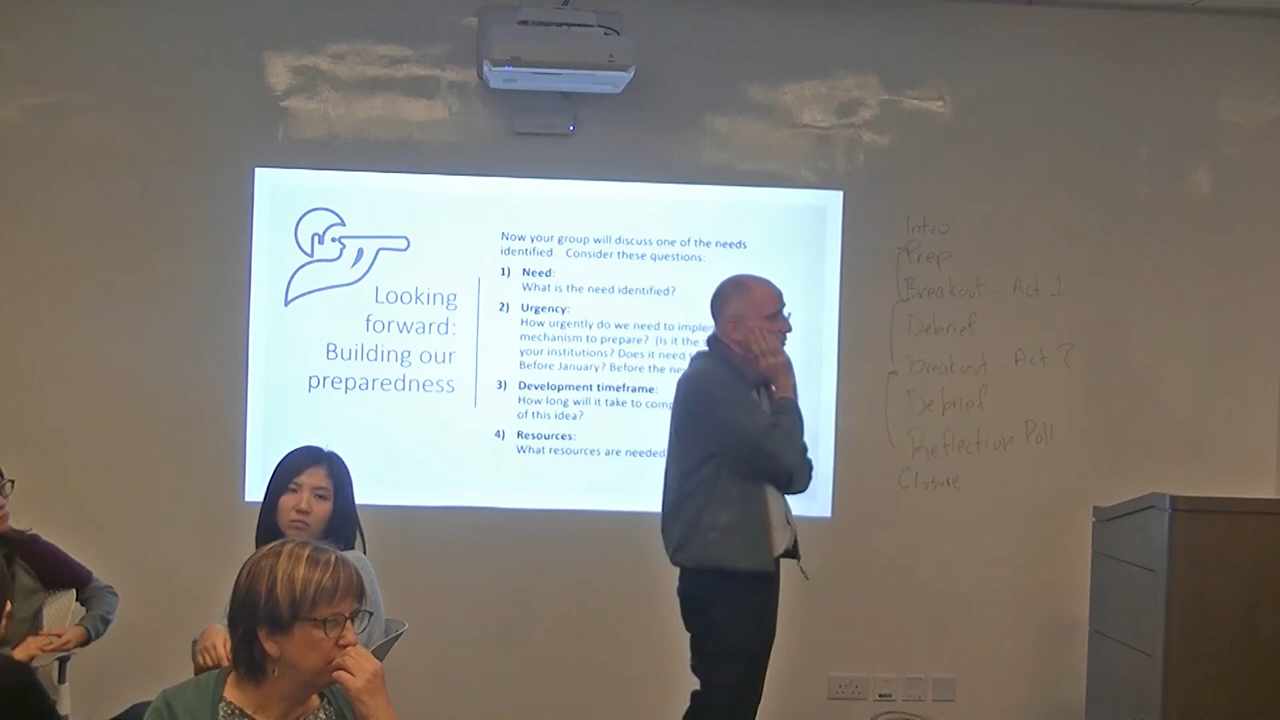 Looking
forward:
Building our
preparedness
Now your group will discuss one of the needs
identified. Consider these questions:
1) Need:
What is the need identified?
2) Urgency:
How urgently do we need to
mechanism to prepare? (Is it the
your institutions? Does it need
Before January? Before the
3) Development timeframe:
How long will it take to
of this idea?
4) Resources:
What resources are needed
Intro
Prep
Breakout - Act 1
Debrief
Breakout - Act 2
Debrief
Reflection Poll
Closure